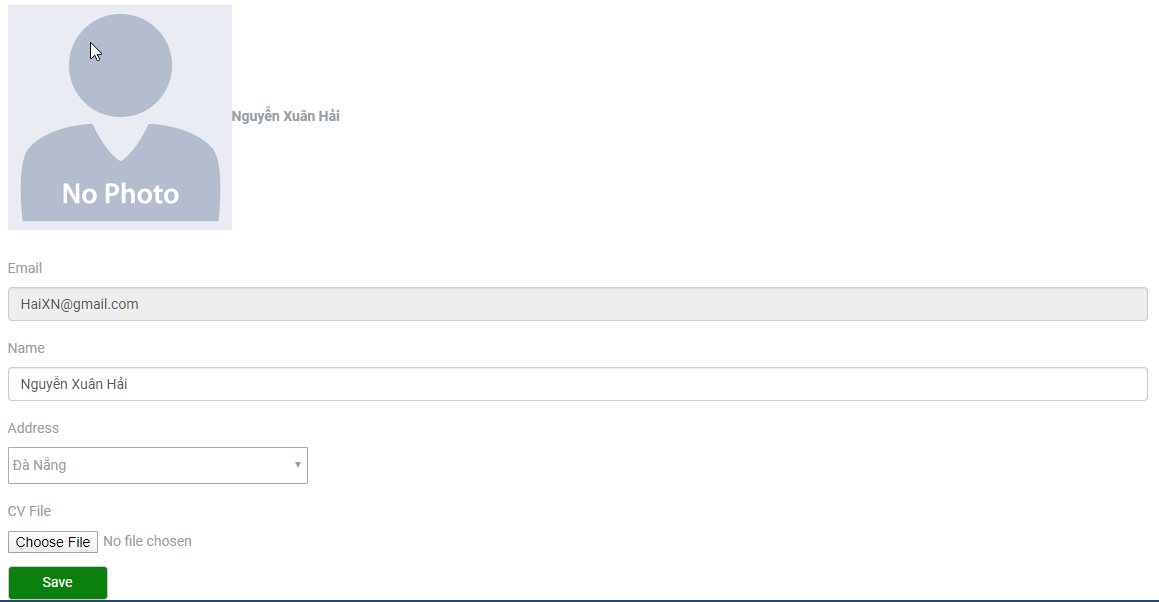 No Photo
Nguyễn Xuân Hải
Email
HaiXN@gmail.com
Name
Nguyễn Xuân Hải
Address
Đà Nẵng
CV File
Choose File No file chosen
Save